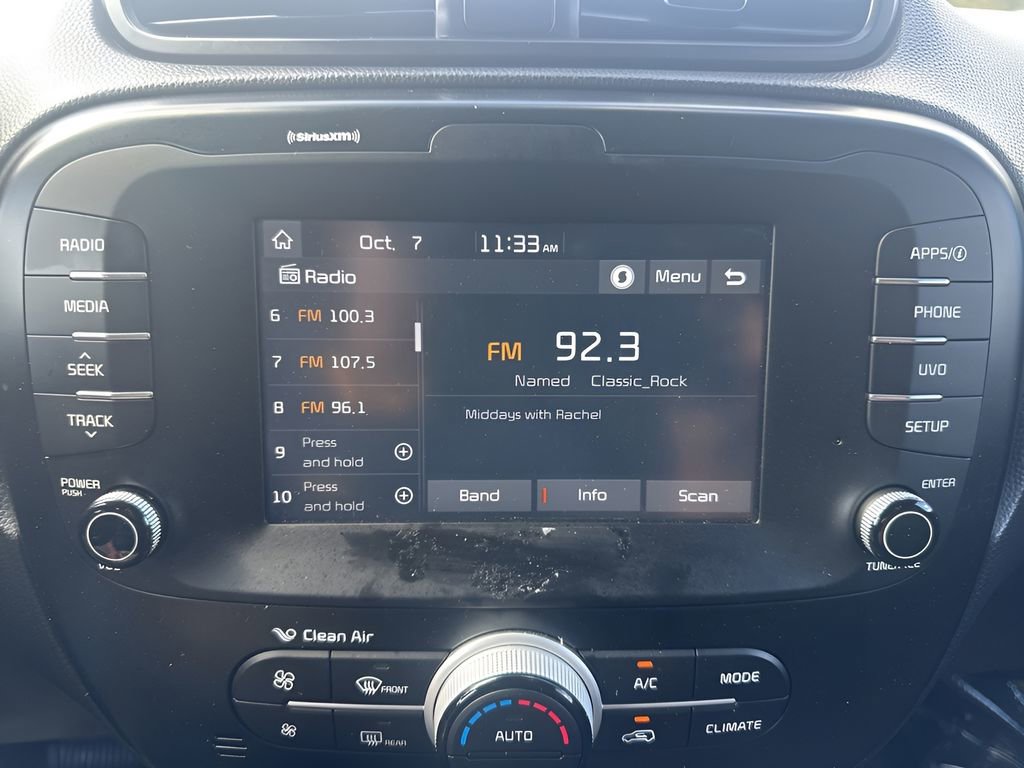 SiriusXM
RADIO
MEDIA
SEEK
TRACK
POWER
PUSH
Oct. 7 11:33 AM
Radio Menu
6 FM 100.3
7 FM 107.5
8 FM 96.1
9 Press and hold
10 Press and hold
FM 92.3
Named Classic_Rock
Middays with Rachel
Band Info Scan
APPS/i
PHONE
UVO
SETUP
ENTER
Clean Air
FRONT
REAR
AUTO
A/C
MODE
CLIMATE